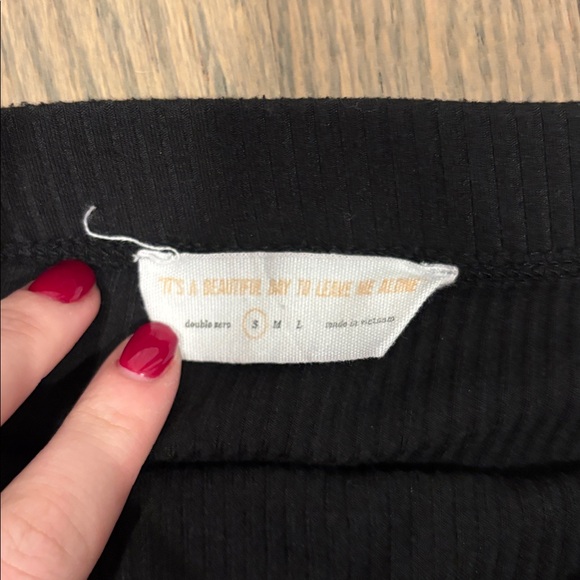 "IT'S A BEAUTIFUL DAY TO LEAVE ME ALONE"
double zero S M L made in vietnam